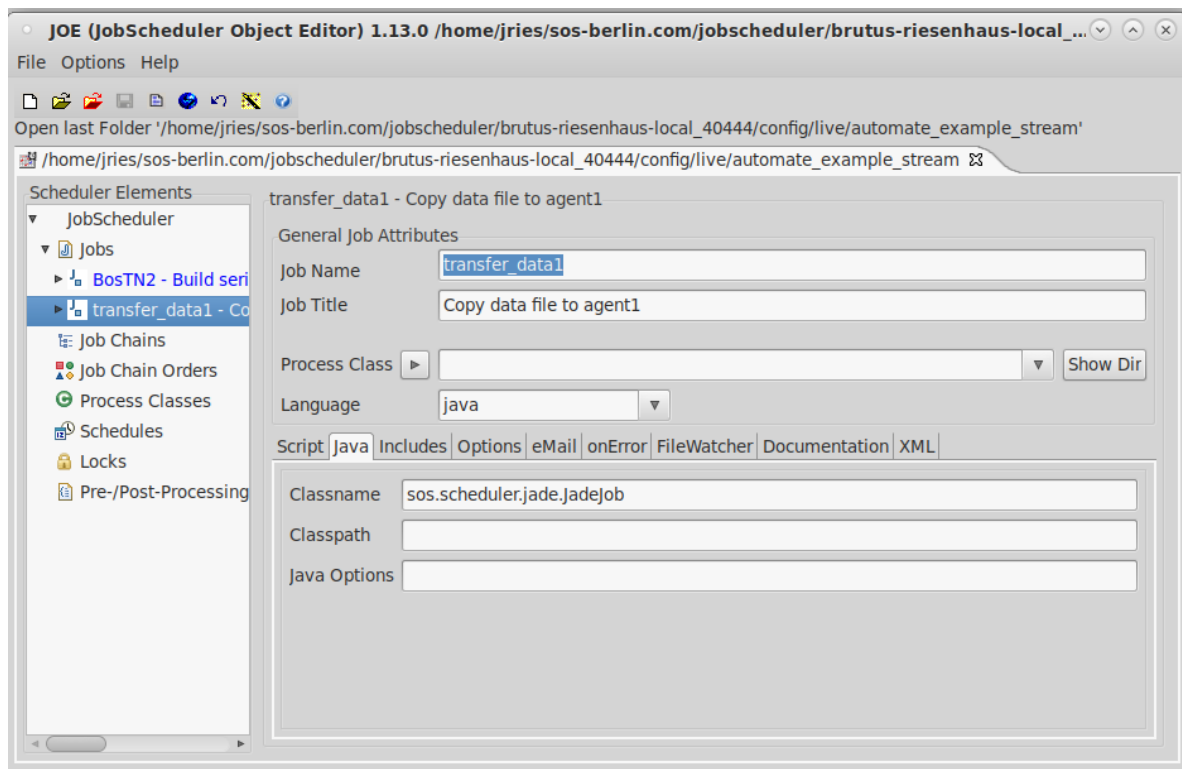 JOE (JobScheduler Object Editor) 1.13.0 /home/jries/sos-berlin.com/jobscheduler/brutus-riesenhaus-local_...
File Options Help
Open last Folder '/home/jries/sos-berlin.com/jobscheduler/brutus-riesenhaus-local_40444/config/live/automate_example_stream'
/home/jries/sos-berlin.com/jobscheduler/brutus-riesenhaus-local_40444/config/live/automate_example_stream
Scheduler Elements
JobScheduler
Jobs
BosTN2 - Build seri
transfer_data1 - Co
Job Chains
Job Chain Orders
Process Classes
Schedules
Locks
Pre-/Post-Processing
transfer_data1 - Copy data file to agent1
General Job Attributes
Job Name transfer_data1
Job Title Copy data file to agent1
Process Class Show Dir
Language java
Script Java Includes Options eMail onError FileWatcher Documentation XML
Classname sos.scheduler.jade.JadeJob
Classpath
Java Options